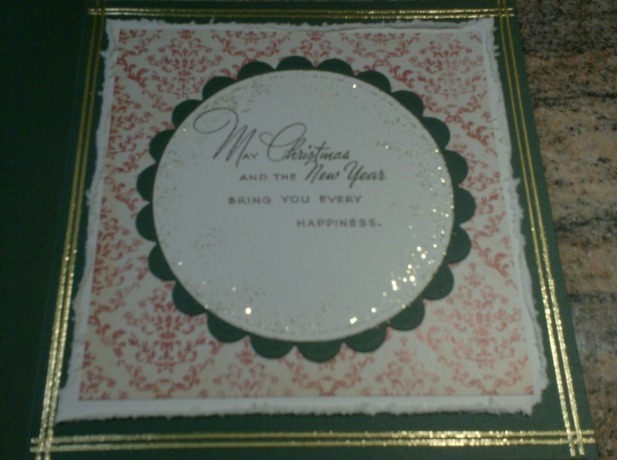 May Christmas
AND THE New Year
BRING YOU EVERY
HAPPINESS.